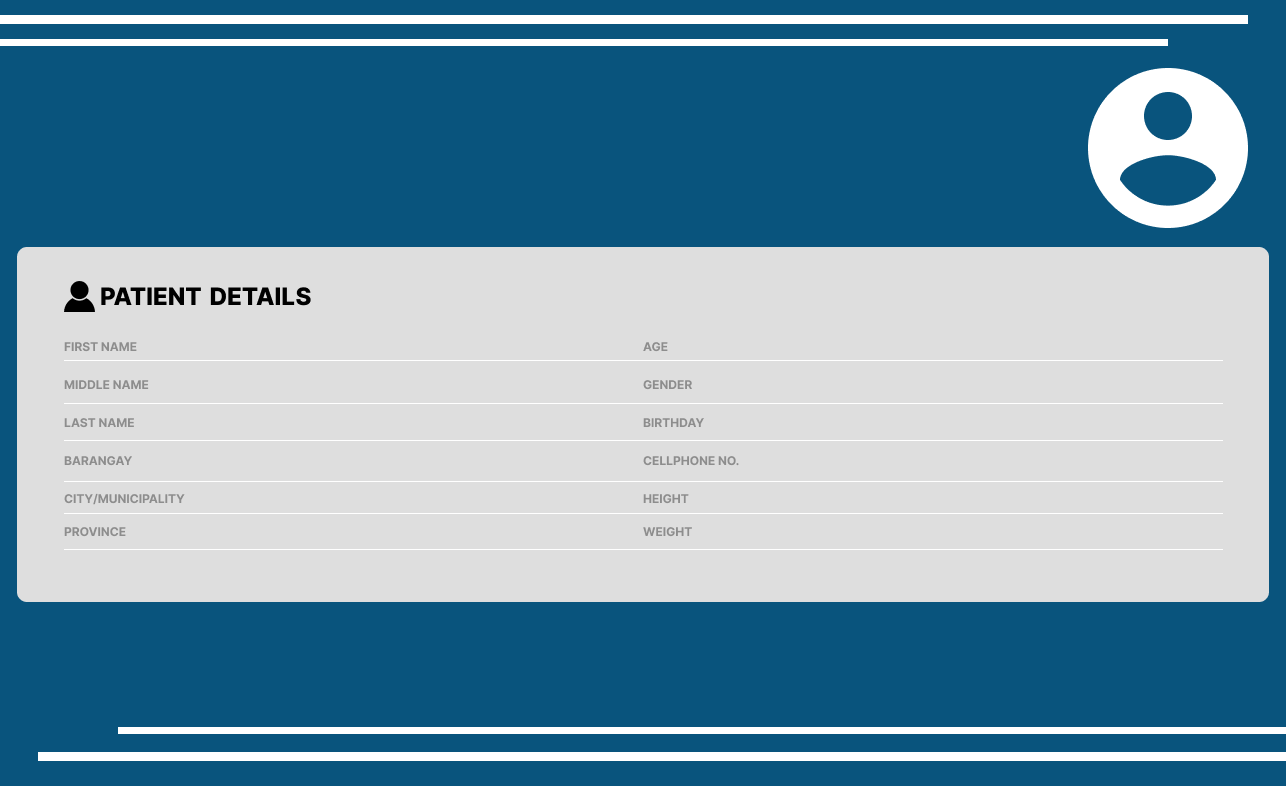 PATIENT DETAILS
FIRST NAME
AGE
MIDDLE NAME
GENDER
LAST NAME
BIRTHDAY
BARANGAY
CELLPHONE NO.
CITY/MUNICIPALITY
HEIGHT
PROVINCE
WEIGHT